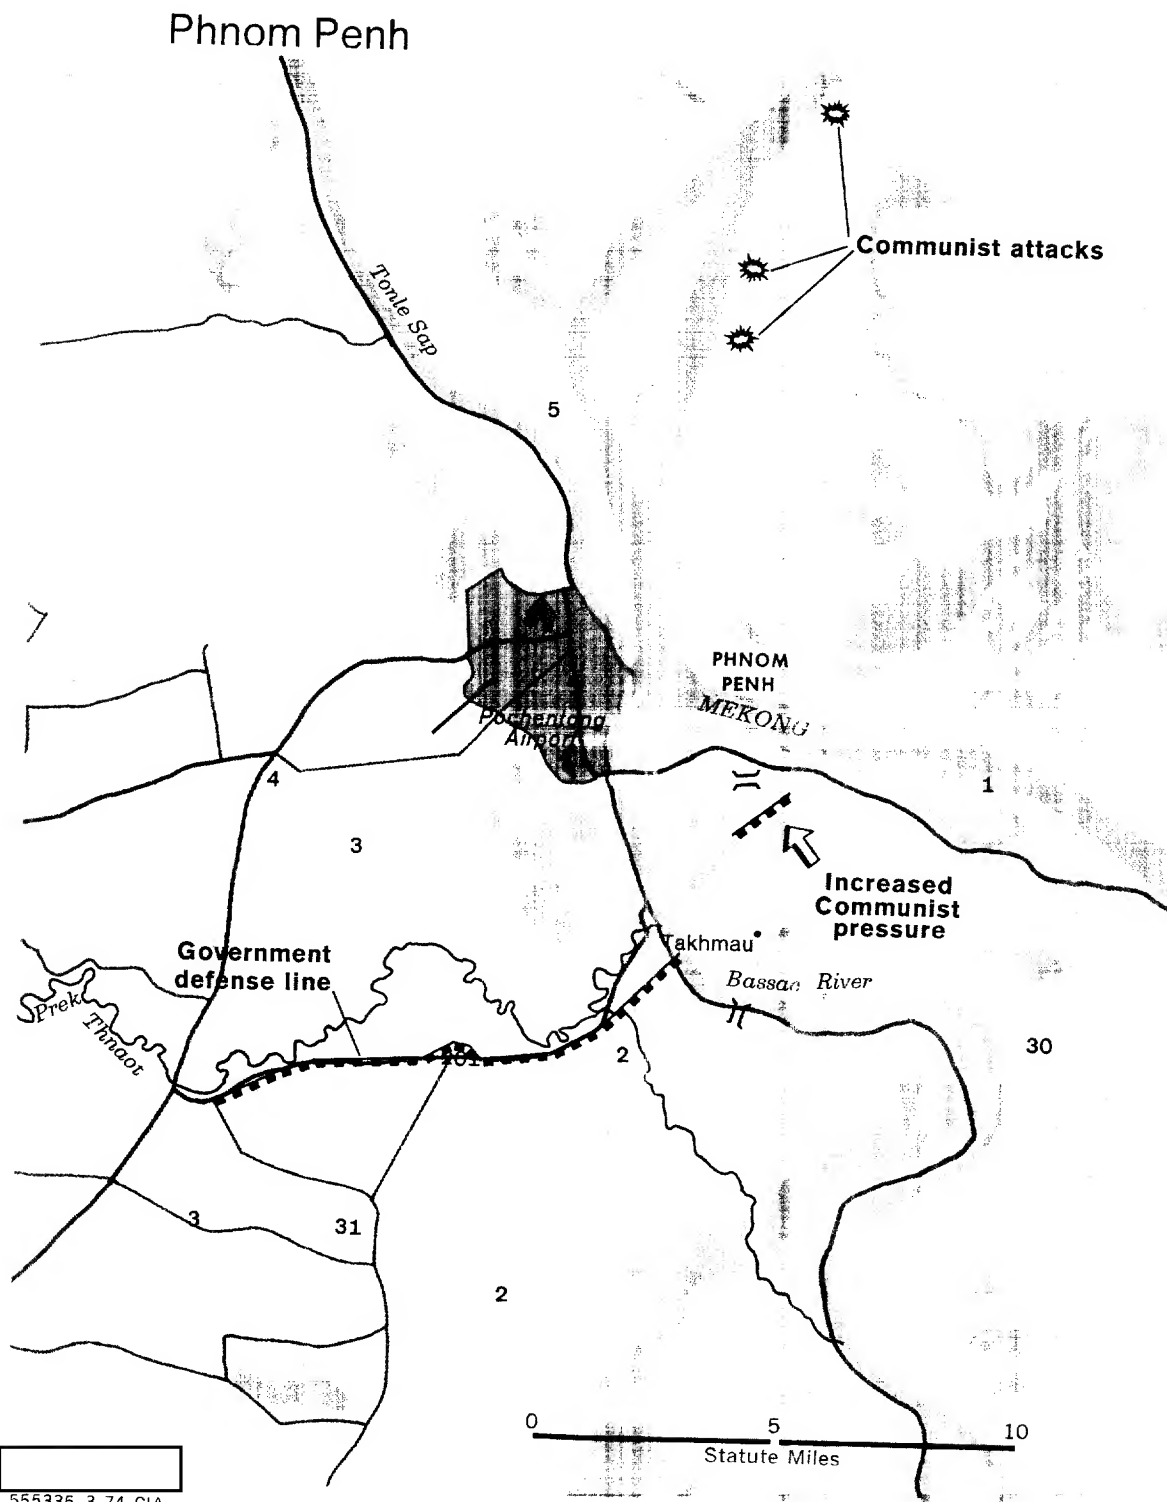 Phnom Penh
Communist attacks
Tonle Sap
5
PHNOM
PENH
MEKONG
Pochentong
Airport
4
1
3
Increased
Communist
pressure
Takhmau
Government
defense line
Bassac River
Prek
Thnaot
201
2
30
3
31
2
0
5
10
Statute Miles
555335 3-74 CIA